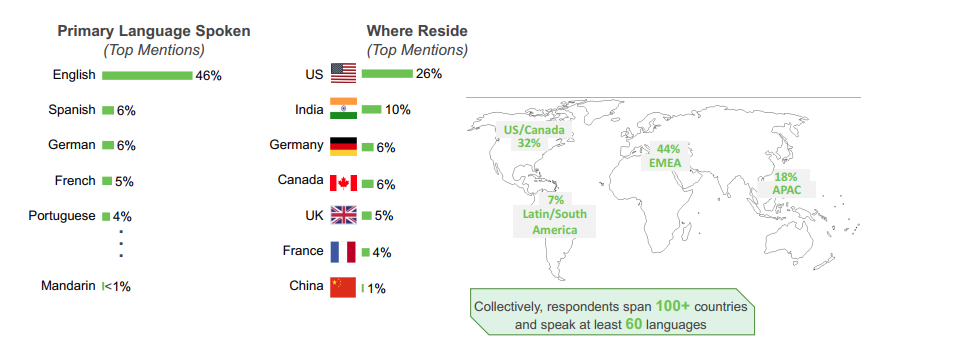 Primary Language Spoken
(Top Mentions)
English 46%
Spanish 6%
German 6%
French 5%
Portuguese 4%
Mandarin <1%
Where Reside
(Top Mentions)
US 26%
India 10%
Germany 6%
Canada 6%
UK 5%
France 4%
China 1%
US/Canada
32%
44%
EMEA
18%
APAC
7%
Latin/South
America
Collectively, respondents span 100+ countries
and speak at least 60 languages